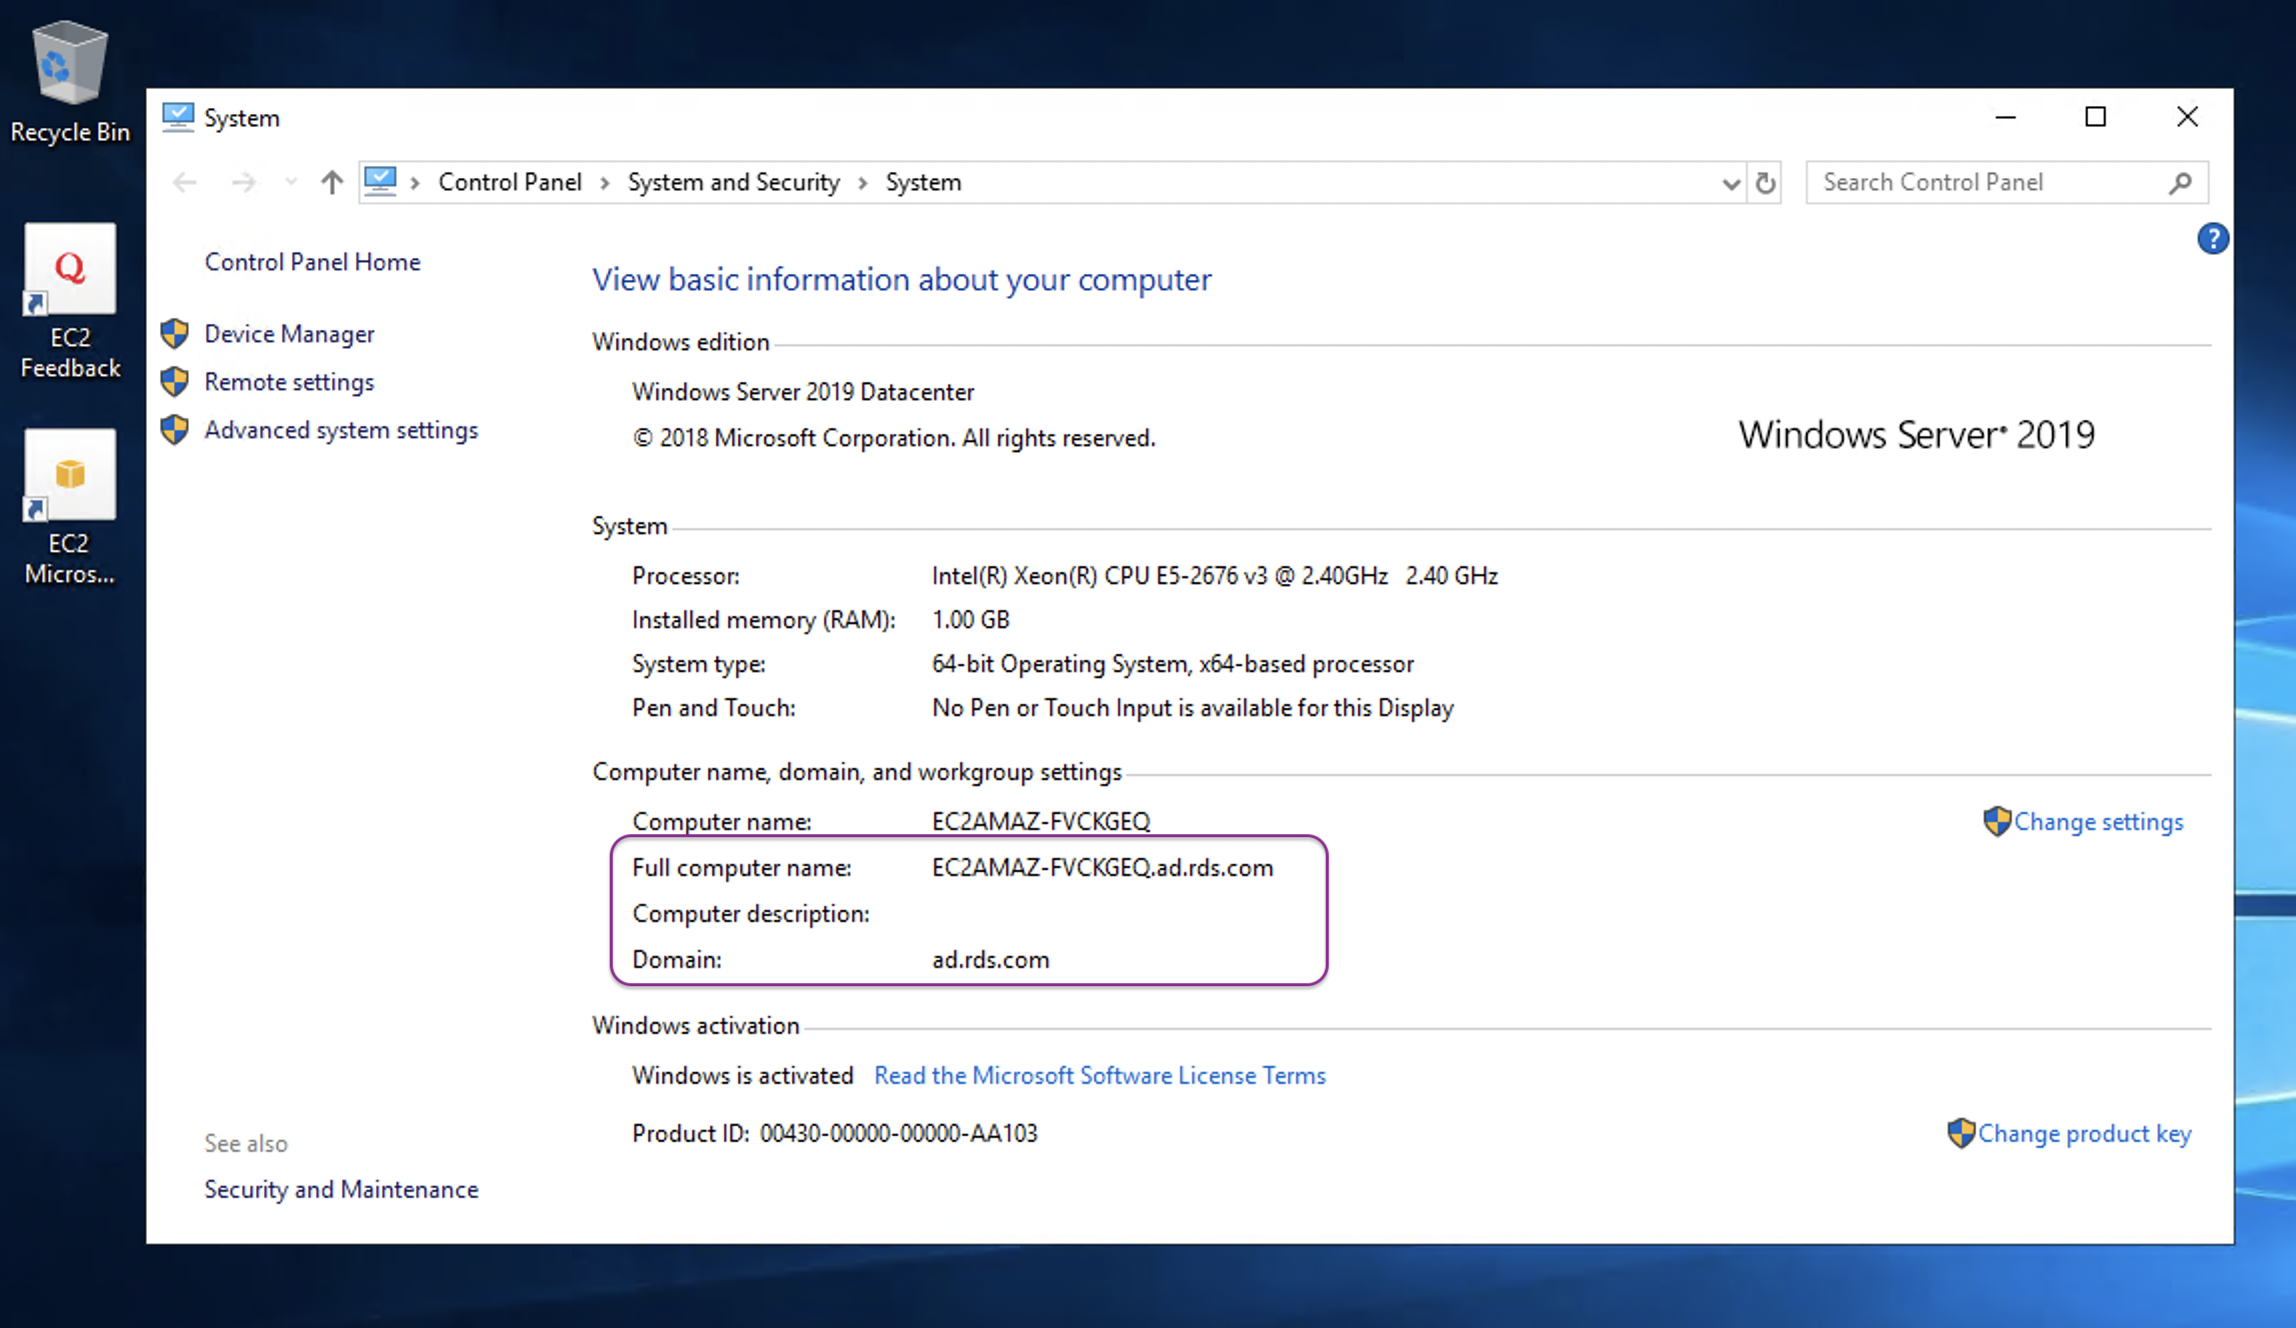 Recycle Bin
EC2
Feedback
EC2
Micros...
System
Control Panel
System and Security
System
Search Control Panel
?
Control Panel Home
Device Manager
Remote settings
Advanced system settings
See also
Security and Maintenance
View basic information about your computer
Windows edition
Windows Server 2019 Datacenter
© 2018 Microsoft Corporation. All rights reserved.
Windows Server® 2019
System
Processor: Intel(R) Xeon(R) CPU E5-2676 v3 @ 2.40GHz 2.40 GHz
Installed memory (RAM): 1.00 GB
System type: 64-bit Operating System, x64-based processor
Pen and Touch: No Pen or Touch Input is available for this Display
Computer name, domain, and workgroup settings
Computer name: EC2AMAZ-FVCKGEQ
Change settings
Full computer name: EC2AMAZ-FVCKGEQ.ad.rds.com
Computer description:
Domain: ad.rds.com
Windows activation
Windows is activated Read the Microsoft Software License Terms
Product ID: 00430-00000-00000-AA103
Change product key